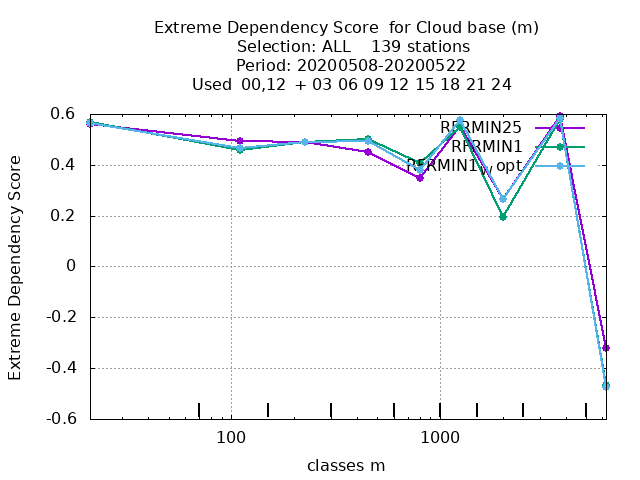 Extreme Dependency Score for Cloud base (m)
Selection: ALL 139 stations
Period: 20200508-20200522
Used 00,12 + 03 06 09 12 15 18 21 24
Extreme Dependency Score
0.6
0.4
0.2
0
-0.2
-0.4
-0.6
100
1000
classes m
RFRMIN25
RFRMIN1
opt